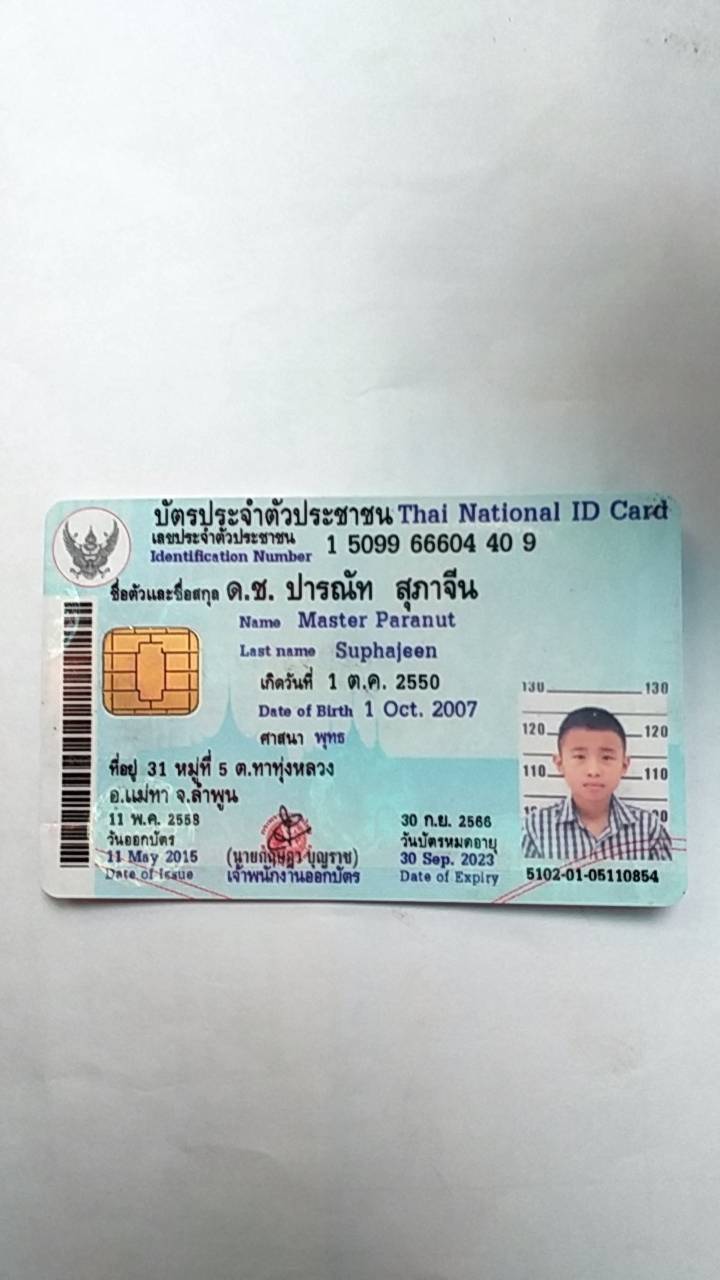 บัตรประจำตัวประชาชน Thai National ID Card
เลขประจำตัวประชาชน
Identification Number 1 5099 66604 40 9
ชื่อตัวและชื่อสกุล ด.ช. ปารณัท สุภาจีน
Name Master Paranut
Last name Suphajeen
เกิดวันที่ 1 ต.ค. 2550
Date of Birth 1 Oct. 2007
ศาสนา พุทธ
ที่อยู่ 31 หมู่ที่ 5 ต.ทาทุ่งหลวง
อ.แม่ทา จ.ลำพูน
11 พ.ค. 2558
วันออกบัตร
11 May 2015
Date of Issue
บุญราช)
เจ้าพนักงานออกบัตร
30 ก.ย. 2566
วันบัตรหมดอายุ
30 Sep. 2023
Date of Expiry
130 130
120 120
110 110
5102-01-05110854